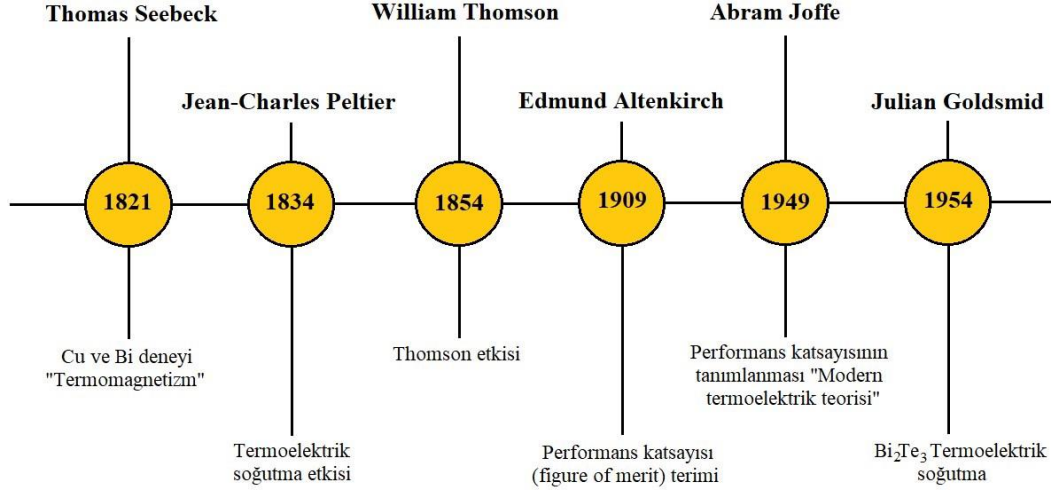 Thomas Seebeck
William Thomson
Abram Joffe
Jean-Charles Peltier
Edmund Altenkirch
Julian Goldsmid
1821
1834
1854
1909
1949
1954
Cu ve Bi deneyi
"Termomagnetizm"
Thomson etkisi
Performans katsayısının
tanımlanması "Modern
termoelektrik teorisi"
Termoelektrik
soğutma etkisi
Performans katsayısı
(figure of merit) terimi
Bi₂Te₃ Termoelektrik
soğutma